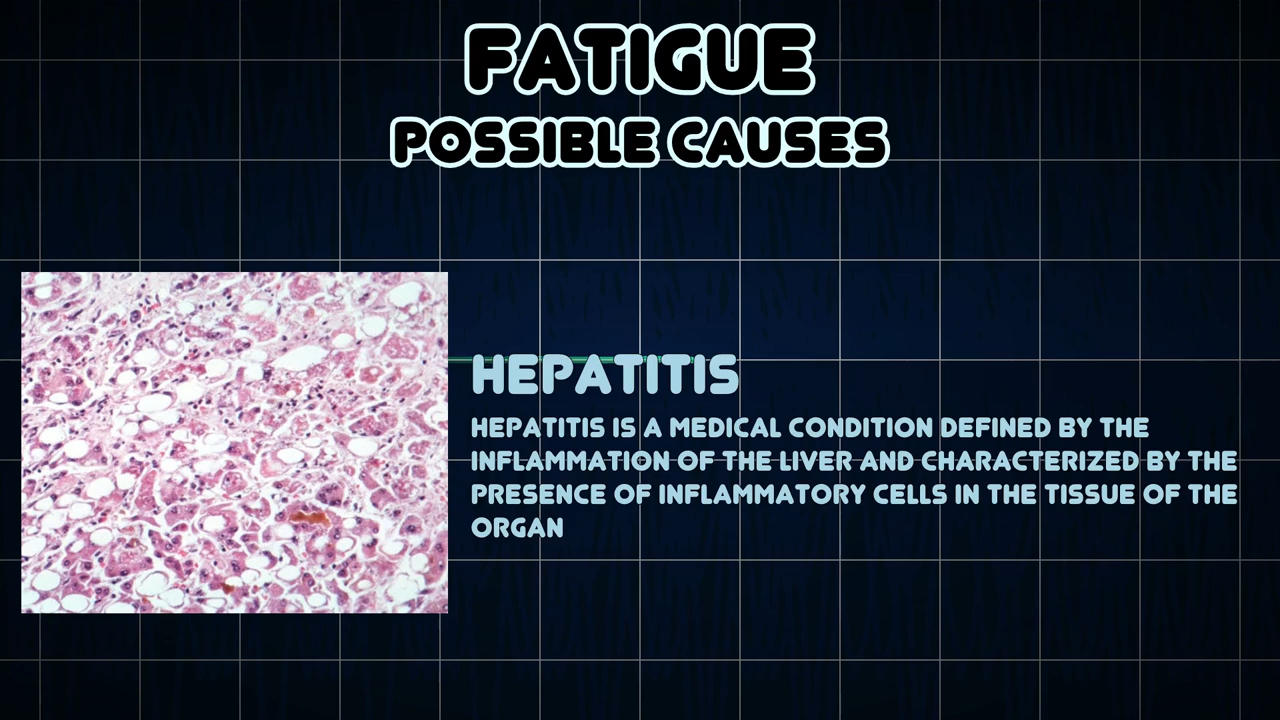 FATIGUE
POSSIBLE CAUSES
HEPATITIS
HEPATITIS IS A MEDICAL CONDITION DEFINED BY THE
INFLAMMATION OF THE LIVER AND CHARACTERIZED BY THE
PRESENCE OF INFLAMMATORY CELLS IN THE TISSUE OF THE
ORGAN